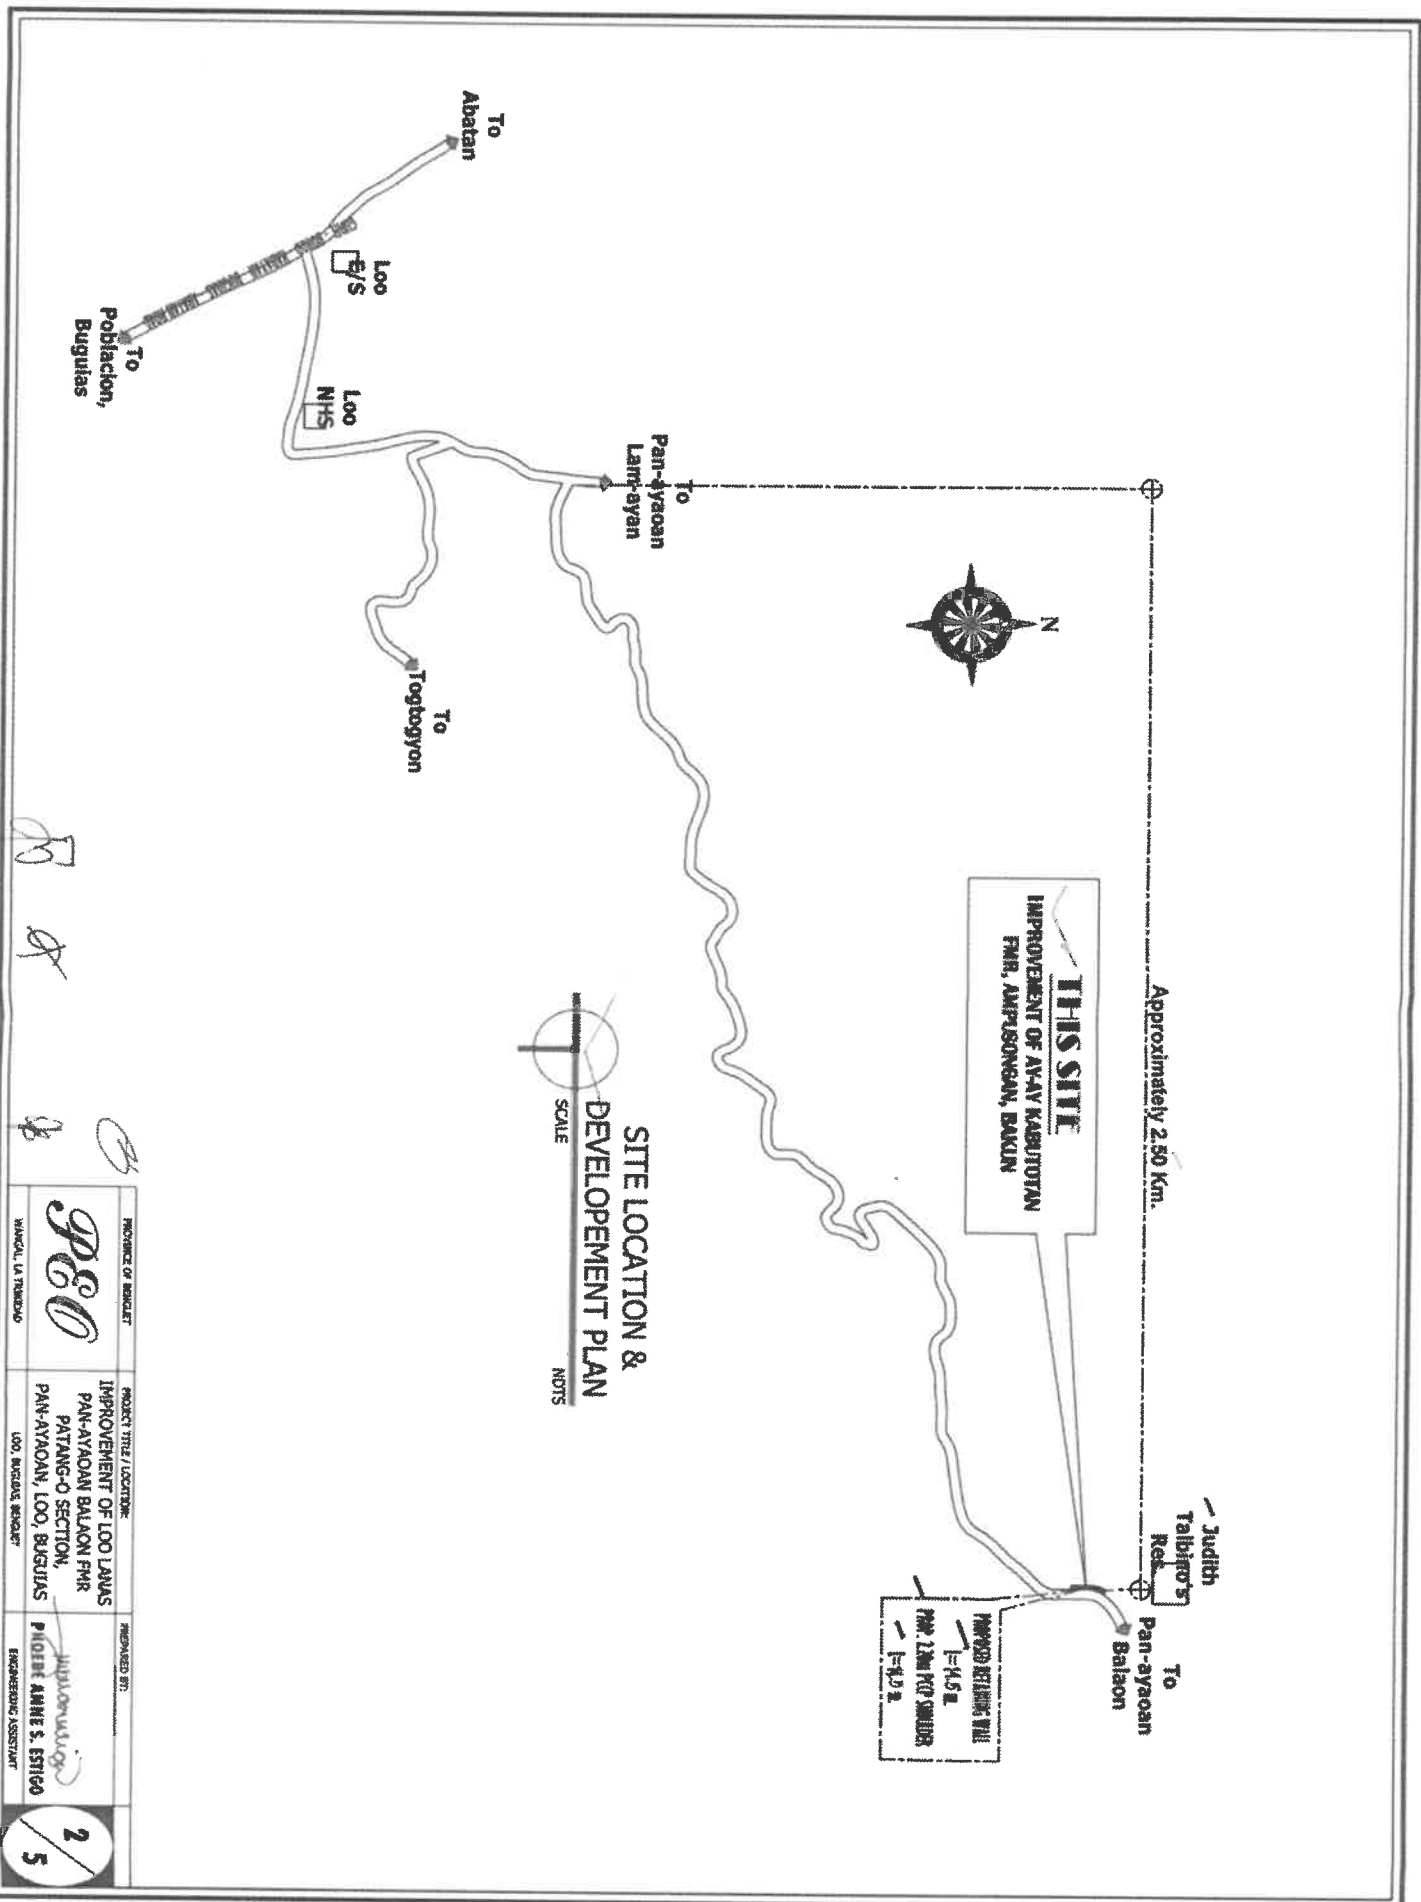 To
Abatan
Loo
E/S
To
Poblacion,
Buguias
Loo
NHS
To
Pan-ayaoan
Lam-ayan
To
Togtogyon
N
Approximately 2.50 Km.
THIS SITE
IMPROVEMENT OF AY-AY KABUTOTAN
FMR, AMPUSONGAN, BAKUN
Judith
Talbino's
Res.
To
Pan-ayaoan
Balaon
PROPOSED RETAINING WALL
PROP. PCCP SHOULDER
SITE LOCATION &
DEVELOPEMENT PLAN
SCALE
NDTS
PROVINCE OF BENGUET
PEO
WANGAL, LA TRINIDAD
PROJECT TITLE / LOCATION:
IMPROVEMENT OF LOO LANAS
PAN-AYAOAN BALAON FMR
PATANG-O SECTION,
PAN-AYAOAN, LOO, BUGUIAS
LOO, BUGUIAS, BENGUET
PREPARED BY:
PHOEBE ANNE S. ESTIGO
ENGINEERING ASSISTANT
2
5